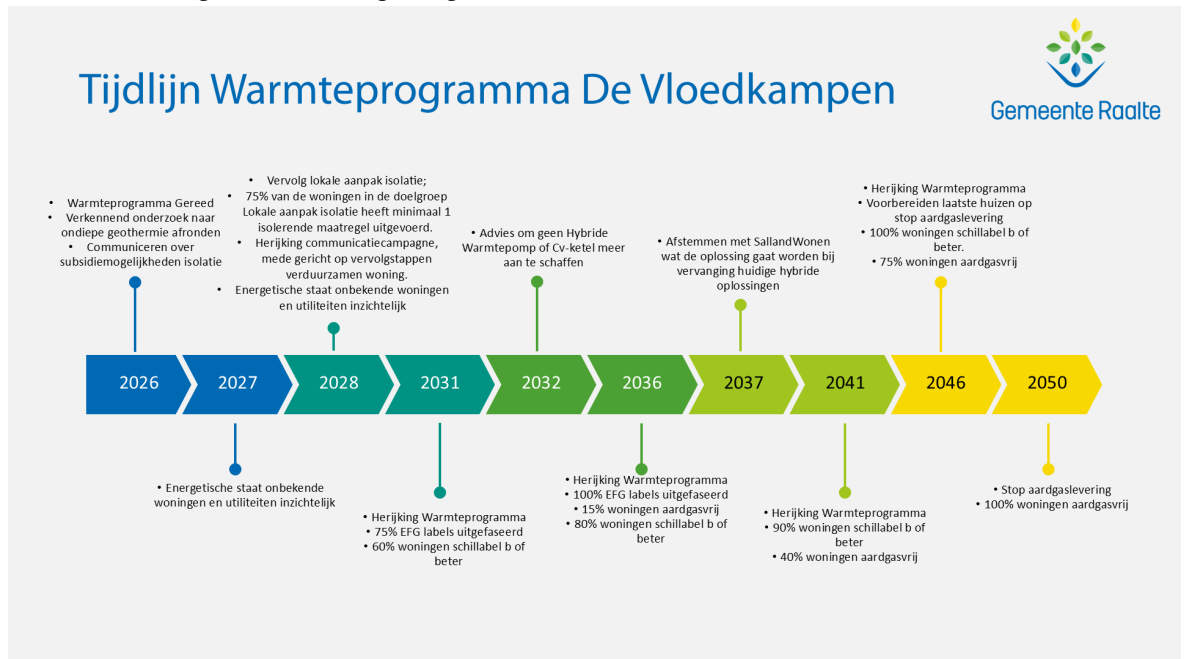 Tijdlijn Warmteprogramma De Vloedkampen
Gemeente Raalte
• Warmteprogramma Gereed
• Verkennend onderzoek naar
ondiepe geothermie afronden
• Communiceren over
subsidiemogelijkheden isolatie
• Vervolg lokale aanpak isolatie;
• 75% van de woningen in de doelgroep
Lokale aanpak isolatie heeft minimaal 1
isolerende maatregel uitgevoerd.
• Herijking communicatiecampagne,
mede gericht op vervolgstappen
verduurzamen woning.
• Energetische staat onbekende woningen
en utiliteiten inzichtelijk
• Advies om geen Hybride
Warmtepomp of Cv-ketel meer
aan te schaffen
• Afstemmen met SallandWonen
wat de oplossing gaat worden bij
vervanging huidige hybride
oplossingen
• Herijking Warmteprogramma
• Voorbereiden laatste huizen op
stop aardgaslevering
• 100% woningen schillabel b of
beter.
• 75% woningen aardgasvrij
2026
2027
2028
2031
2032
2036
2037
2041
2046
2050
• Energetische staat onbekende
woningen en utiliteiten inzichtelijk
• Herijking Warmteprogramma
• 75% EFG labels uitgefaseerd
• 60% woningen schillabel b of
beter
• Herijking Warmteprogramma
• 100% EFG labels uitgefaseerd
• 15% woningen aardgasvrij
• 80% woningen schillabel b of
beter
• Herijking Warmteprogramma
• 90% woningen schillabel b of
beter
• 40% woningen aardgasvrij
• Stop aardgaslevering
• 100% woningen aardgasvrij